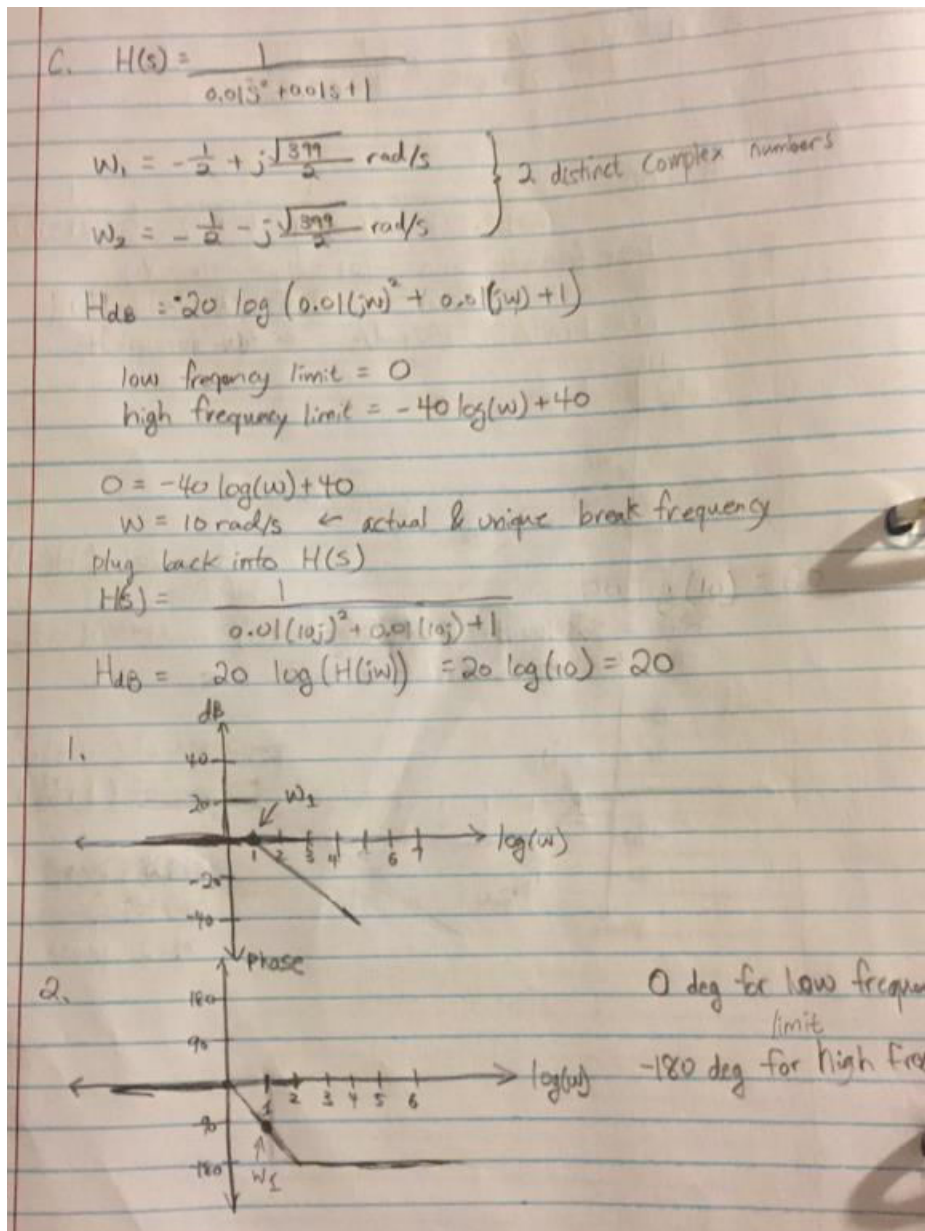 C. H(s) = 1
0.01s² + 0.01s + 1
W₁ = -1/2 + j√399/2 rad/s
2 distinct complex numbers
W₂ = -1/2 - j√399/2 rad/s
HdB = -20 log (0.01(jw)² + 0.01(jw) + 1)
low freqency limit = 0
high frequency limit = -40 log(w) + 40
0 = -40 log(w) + 40
w = 10 rad/s ← actual & unique break frequency
plug back into H(s)
H(s) = 1
0.01(10j)² + 0.01(10j) + 1
HdB = 20 log(H(jw)) = 20 log(10) = 20
dB
1.
40
20
W1
1 2 3 4 6 7
log(w)
-20
-40
Phase
2.
180
0 deg for low freque
limit
90
-180 deg for high fre
log(w)
1 2 3 4 5 6
-90
-180
W1